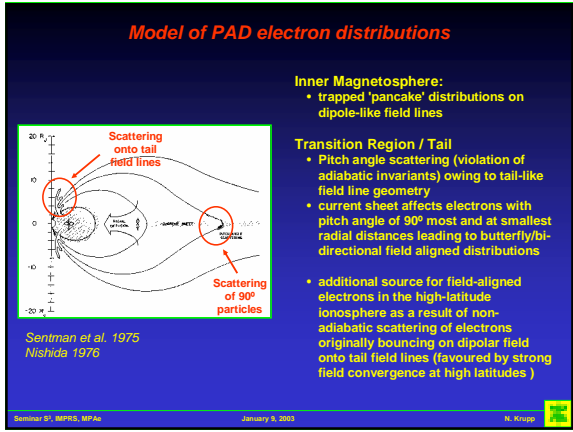 Model of PAD electron distributions
Inner Magnetosphere:
• trapped 'pancake' distributions on
dipole-like field lines
Transition Region / Tail
• Pitch angle scattering (violation of
adiabatic invariants) owing to tail-like
field line geometry
• current sheet affects electrons with
pitch angle of 90º most and at smallest
radial distances leading to butterfly/bi-
directional field aligned distributions
• additional source for field-aligned
electrons in the high-latitude
ionosphere as a result of non-
adiabatic scattering of electrons
originally bouncing on dipolar field
onto tail field lines (favoured by strong
field convergence at high latitudes )
Scattering
onto tail
field lines
20 R
10
0
-10
-20
Scattering
of 90º
particles
Sentman et al. 1975
Nishida 1976
Seminar S³, IMPRS, MPAe
January 9, 2003
N. Krupp